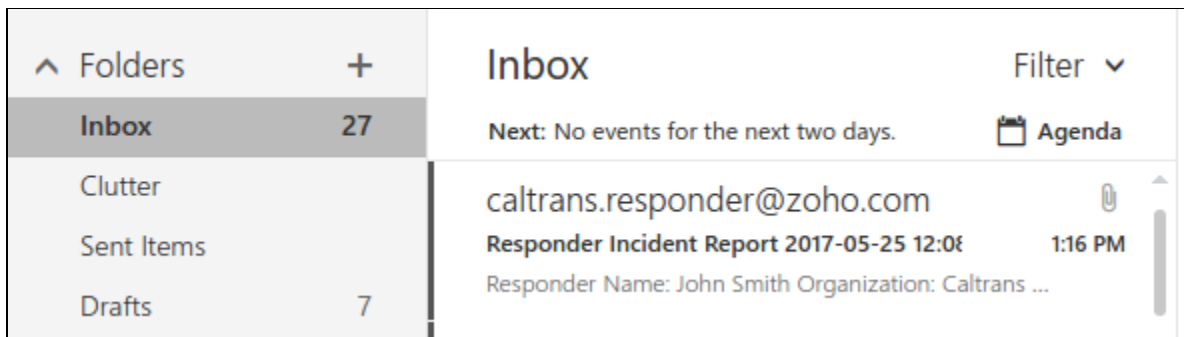 Folders +
Inbox 27
Clutter
Sent Items
Drafts 7
Inbox
Filter
Next: No events for the next two days.
Agenda
caltrans.responder@zoho.com
Responder Incident Report 2017-05-25 12:08
1:16 PM
Responder Name: John Smith Organization: Caltrans ...